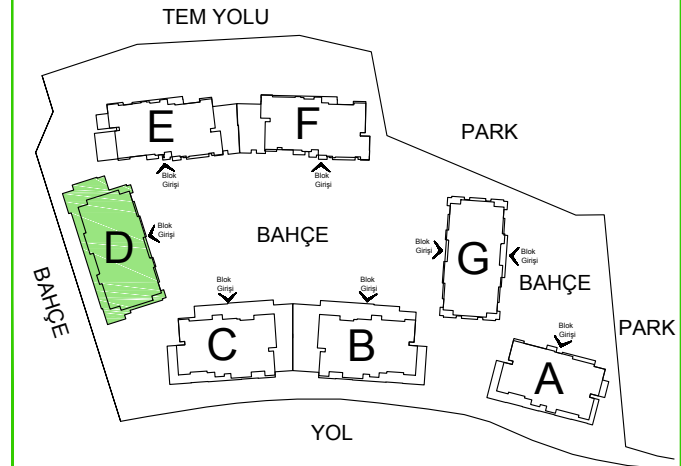 TEM YOLU
E
F
PARK
Blok
Girişi
Blok
Girişi
D
Blok
Girişi
BAHÇE
Blok
Girişi
G
Blok
Girişi
BAHÇE
BAHÇE
Blok
Girişi
Blok
Girişi
C
B
Blok
Girişi
PARK
A
YOL